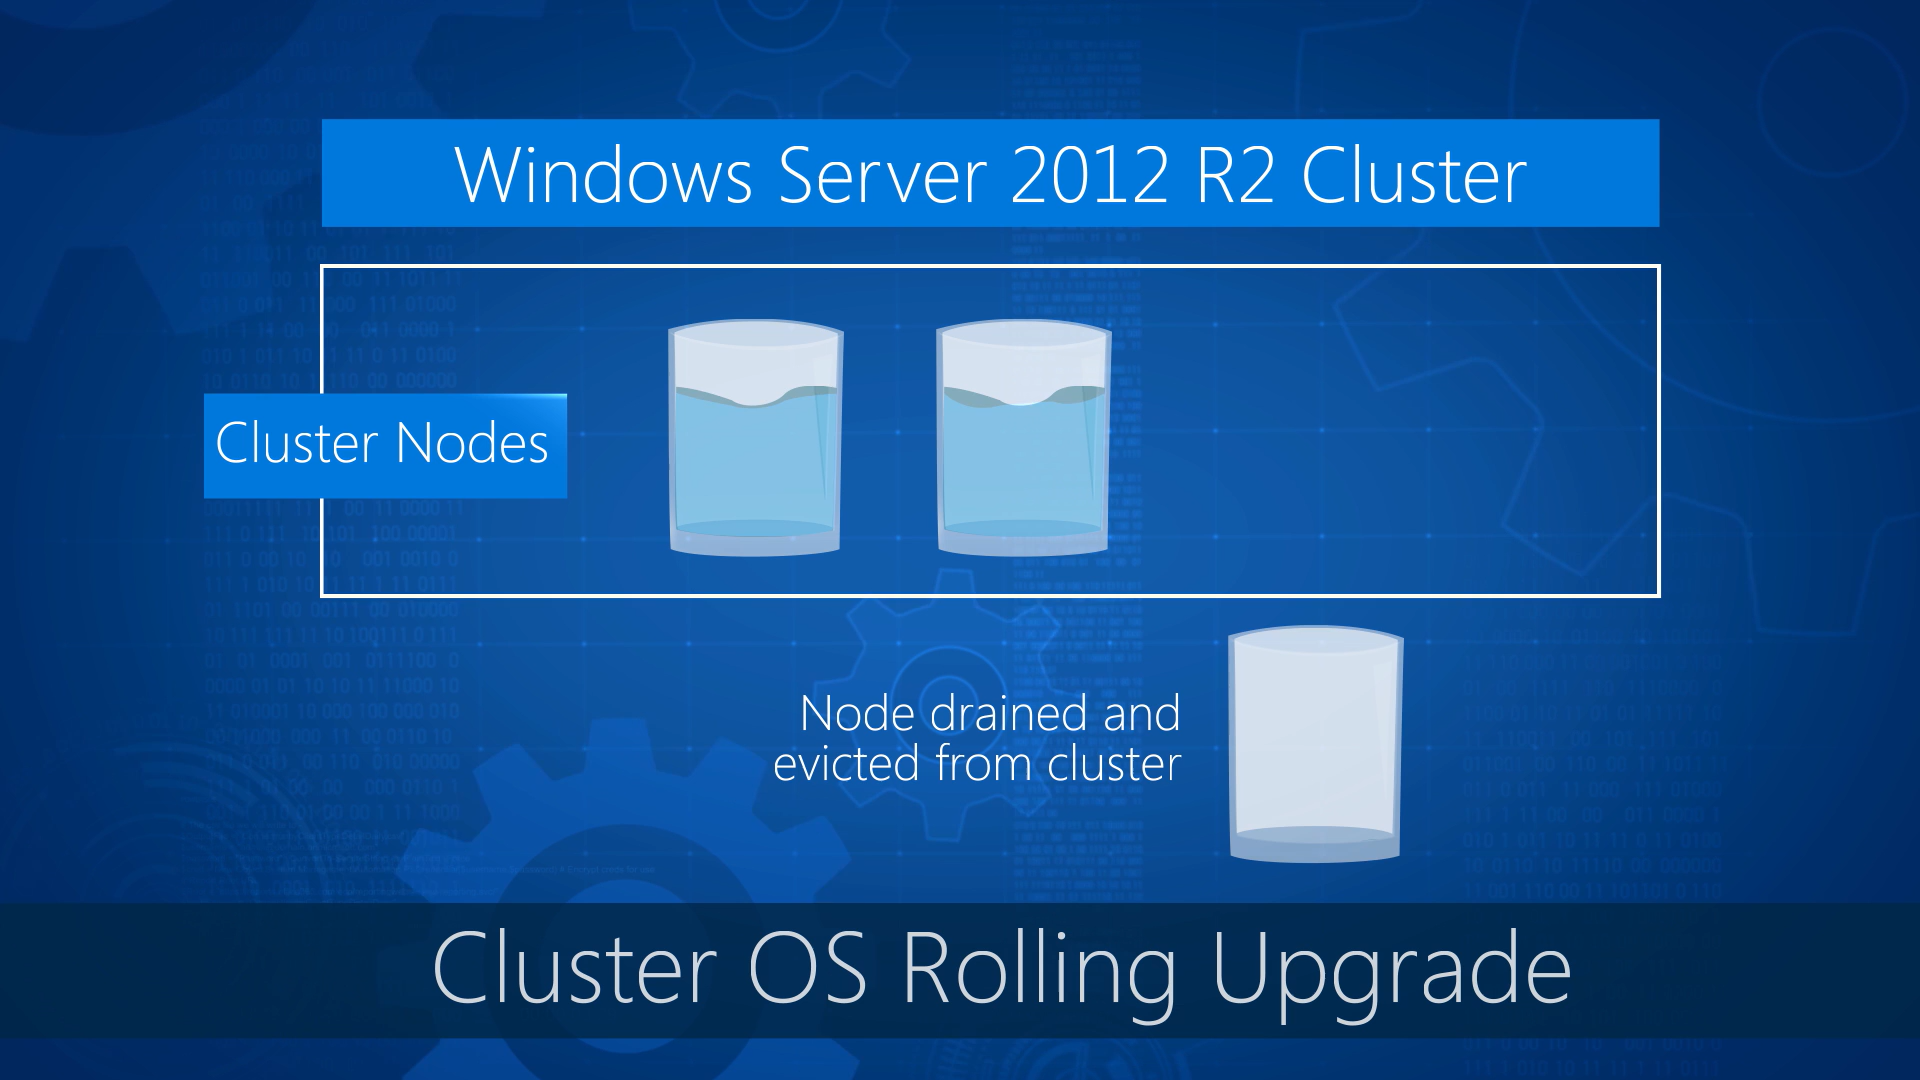 Windows Server 2012 R2 Cluster
Cluster Nodes
Node drained and
evicted from cluster
Cluster OS Rolling Upgrade